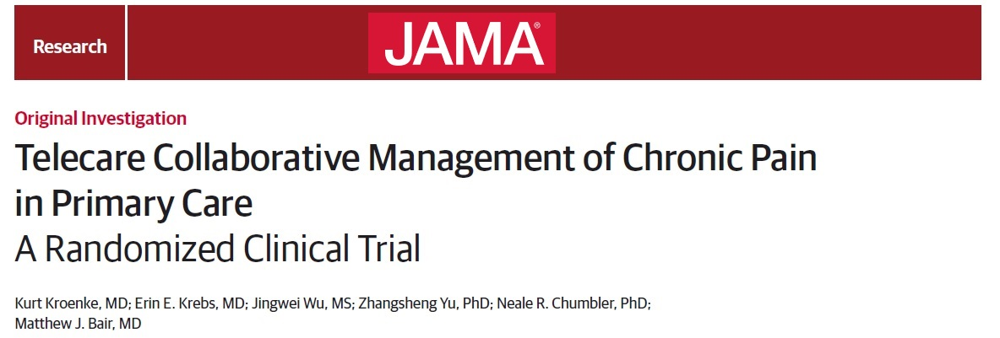 Research
JAMA®
Original Investigation
Telecare Collaborative Management of Chronic Pain
in Primary Care
A Randomized Clinical Trial
Kurt Kroenke, MD; Erin E. Krebs, MD; Jingwei Wu, MS; Zhangsheng Yu, PhD; Neale R. Chumbler, PhD;
Matthew J. Bair, MD